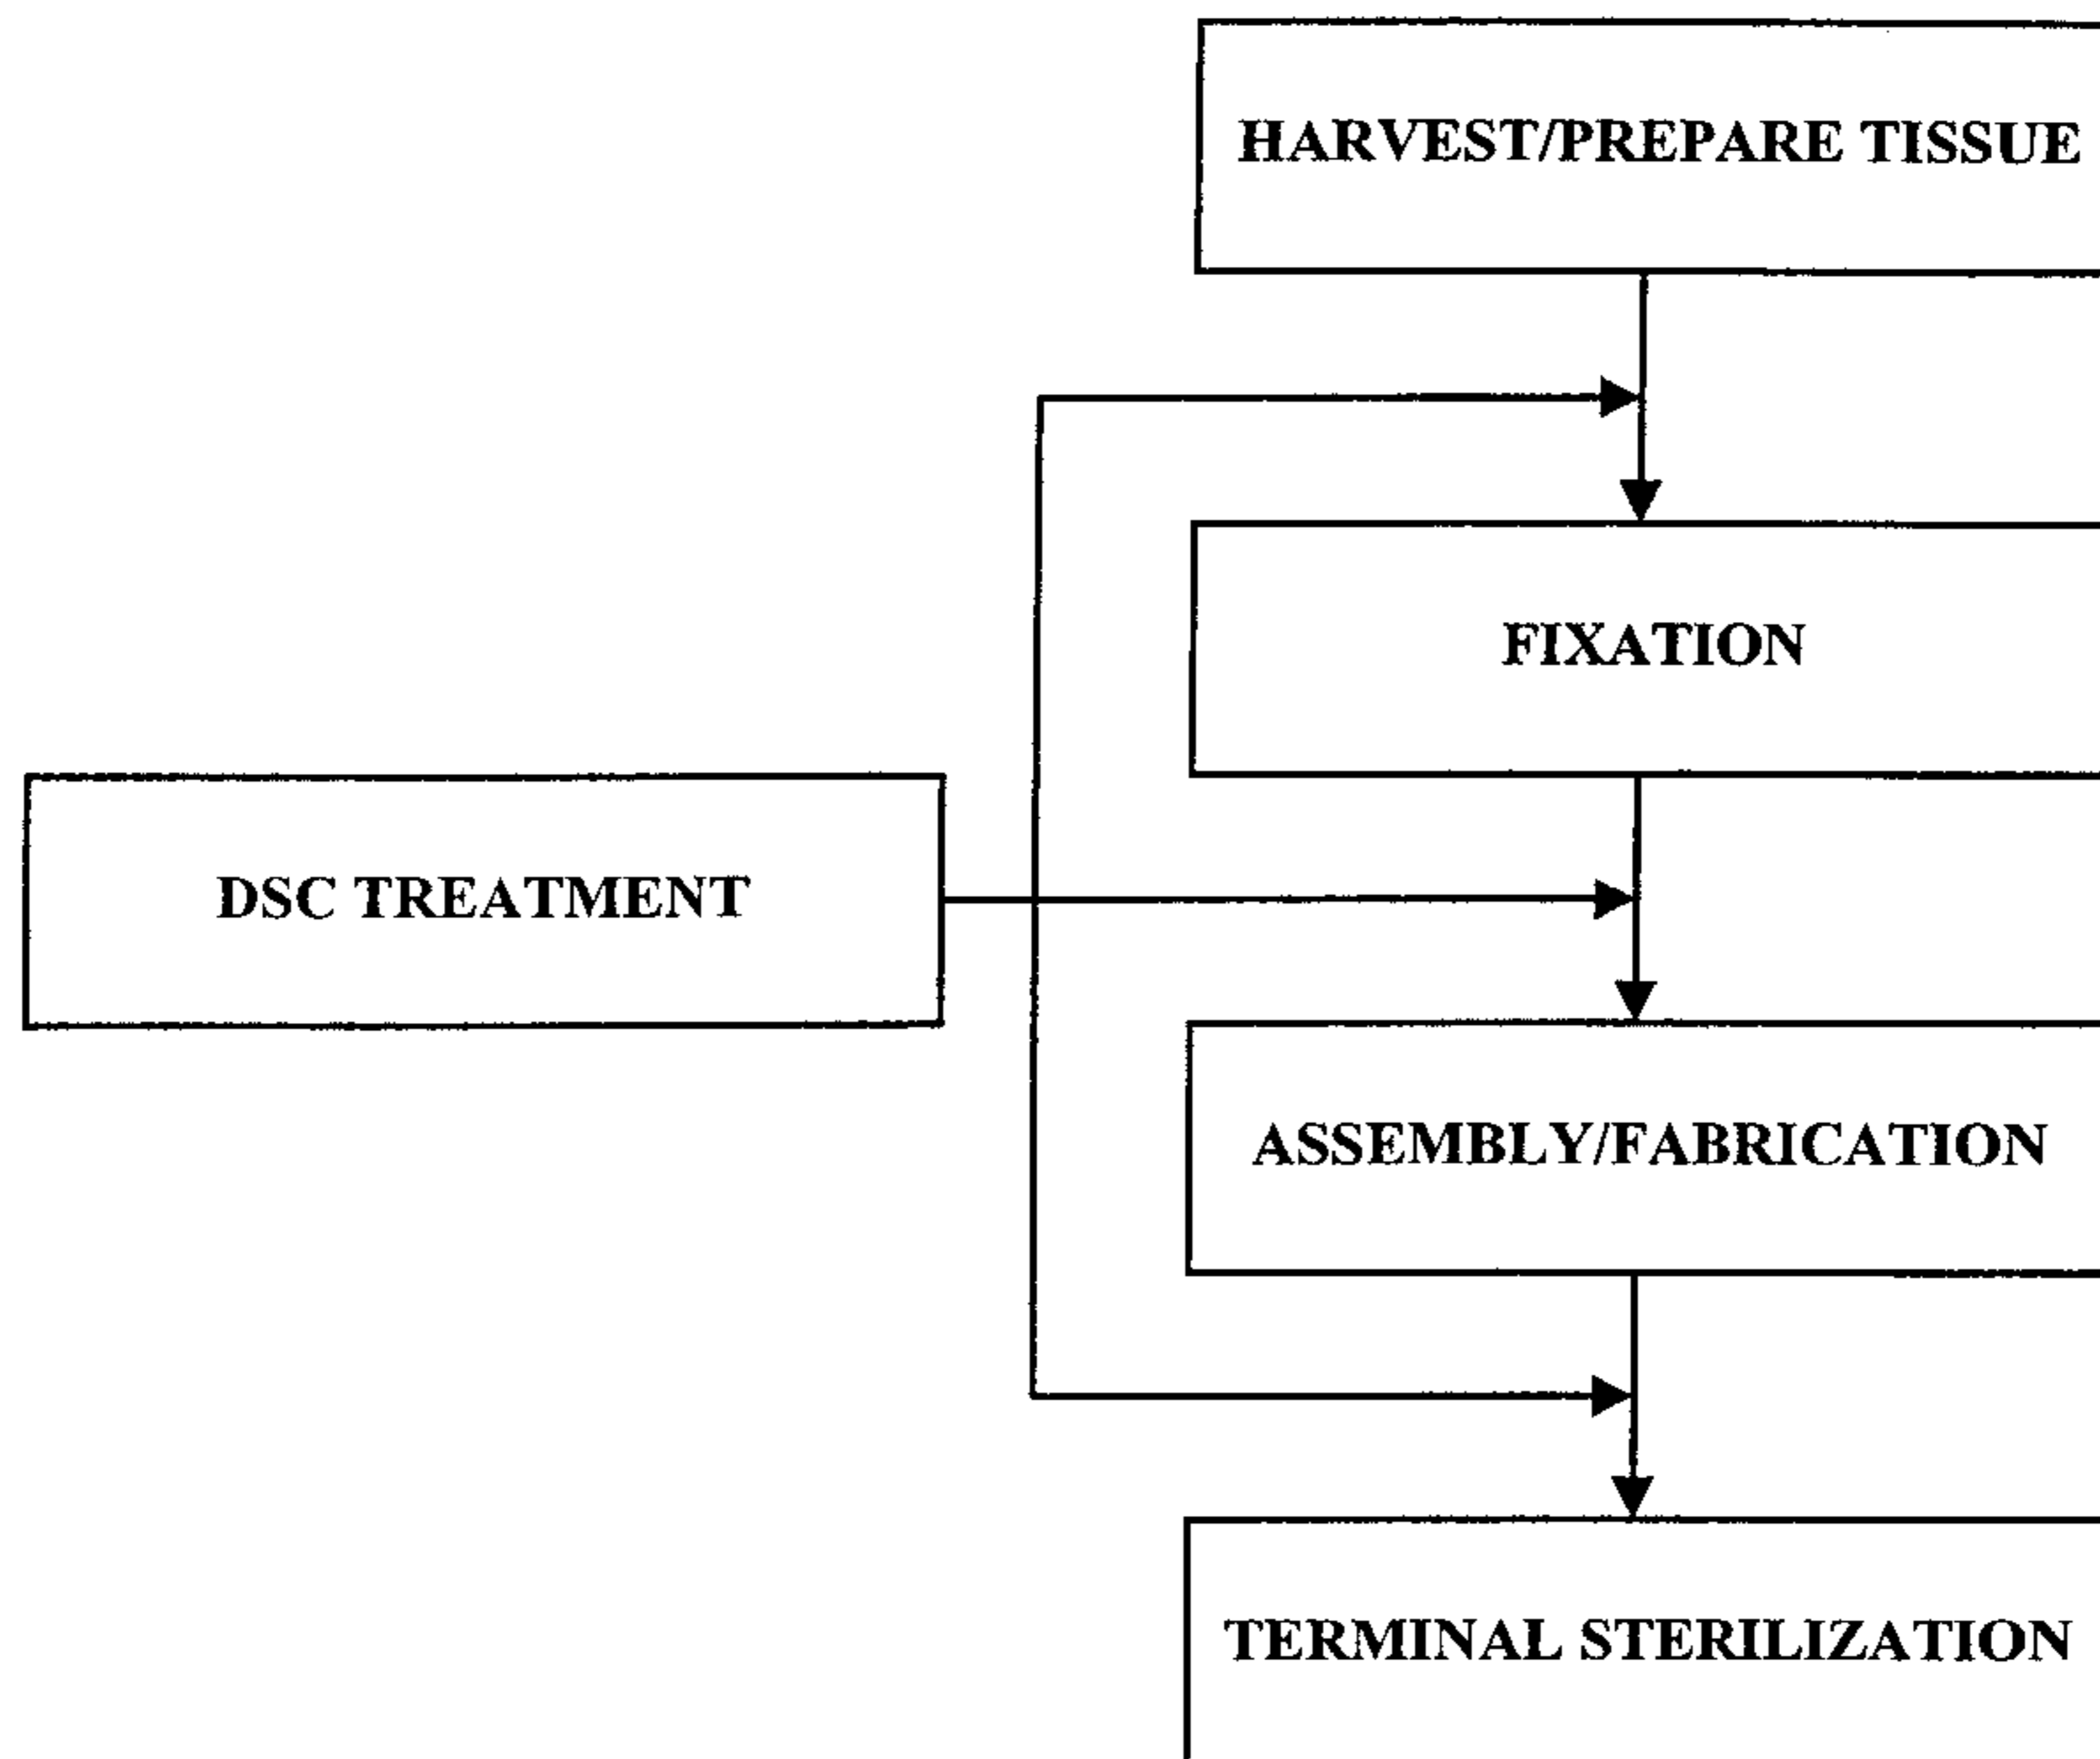 HARVEST/PREPARE TISSUE
FIXATION
DSC TREATMENT
ASSEMBLY/FABRICATION
TERMINAL STERILIZATION